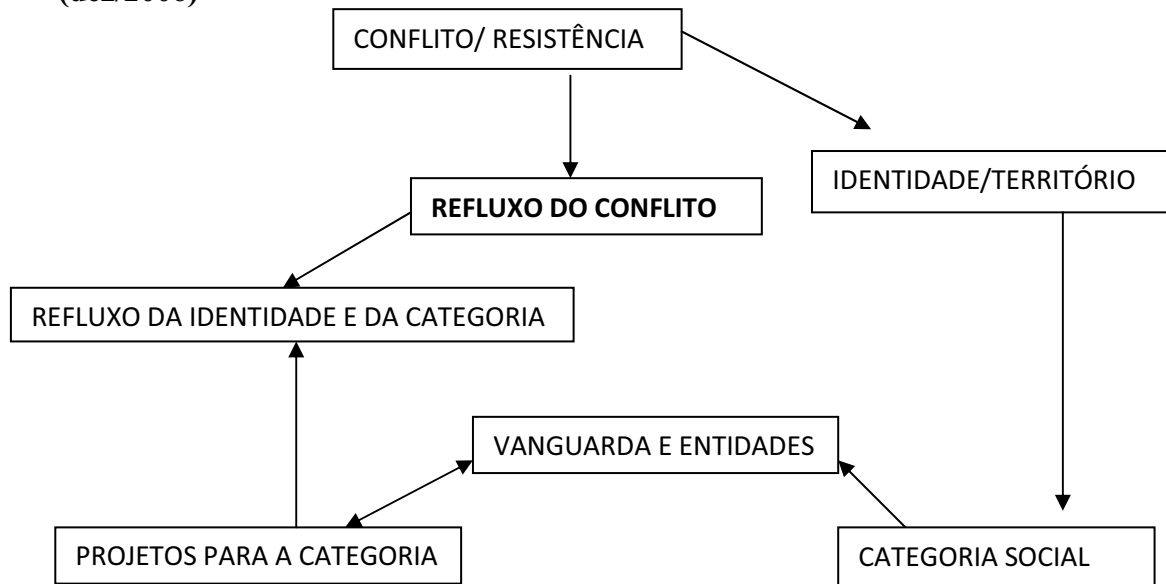 CONFLITO/ RESISTÊNCIA
IDENTIDADE/TERRITÓRIO
REFLUXO DO CONFLITO
REFLUXO DA IDENTIDADE E DA CATEGORIA
VANGUARDA E ENTIDADES
PROJETOS PARA A CATEGORIA
CATEGORIA SOCIAL